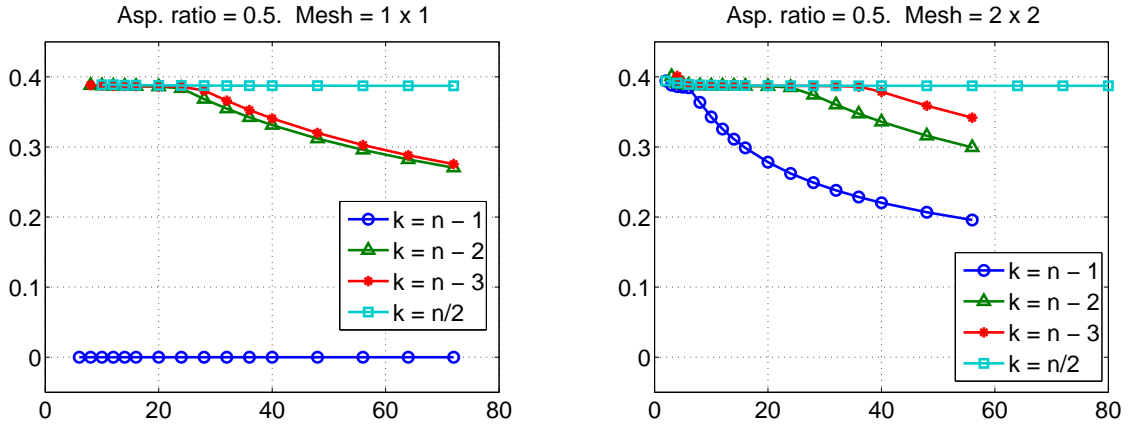 Asp. ratio = 0.5. Mesh = 1 x 1
0.4
0.3
0.2
0.1
0
0
20
40
60
80
k = n − 1
k = n − 2
k = n − 3
k = n/2
Asp. ratio = 0.5. Mesh = 2 x 2
0.4
0.3
0.2
0.1
0
0
20
40
60
80
k = n − 1
k = n − 2
k = n − 3
k = n/2